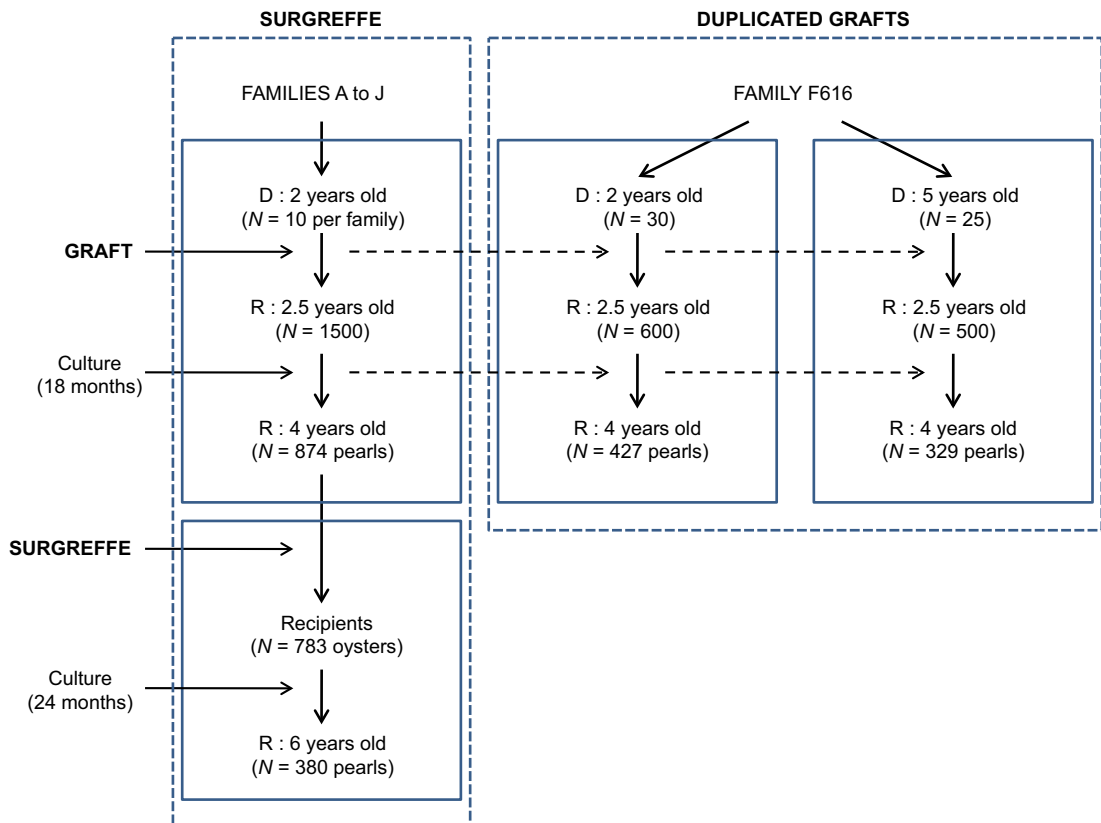 SURGREFFE
DUPLICATED GRAFTS
FAMILIES A to J
FAMILY F616
D : 2 years old
(N = 10 per family)
D : 2 years old
(N = 30)
D : 5 years old
(N = 25)
GRAFT
R : 2.5 years old
(N = 1500)
R : 2.5 years old
(N = 600)
R : 2.5 years old
(N = 500)
Culture
(18 months)
R : 4 years old
(N = 874 pearls)
R : 4 years old
(N = 427 pearls)
R : 4 years old
(N = 329 pearls)
SURGREFFE
Recipients
(N = 783 oysters)
Culture
(24 months)
R : 6 years old
(N = 380 pearls)